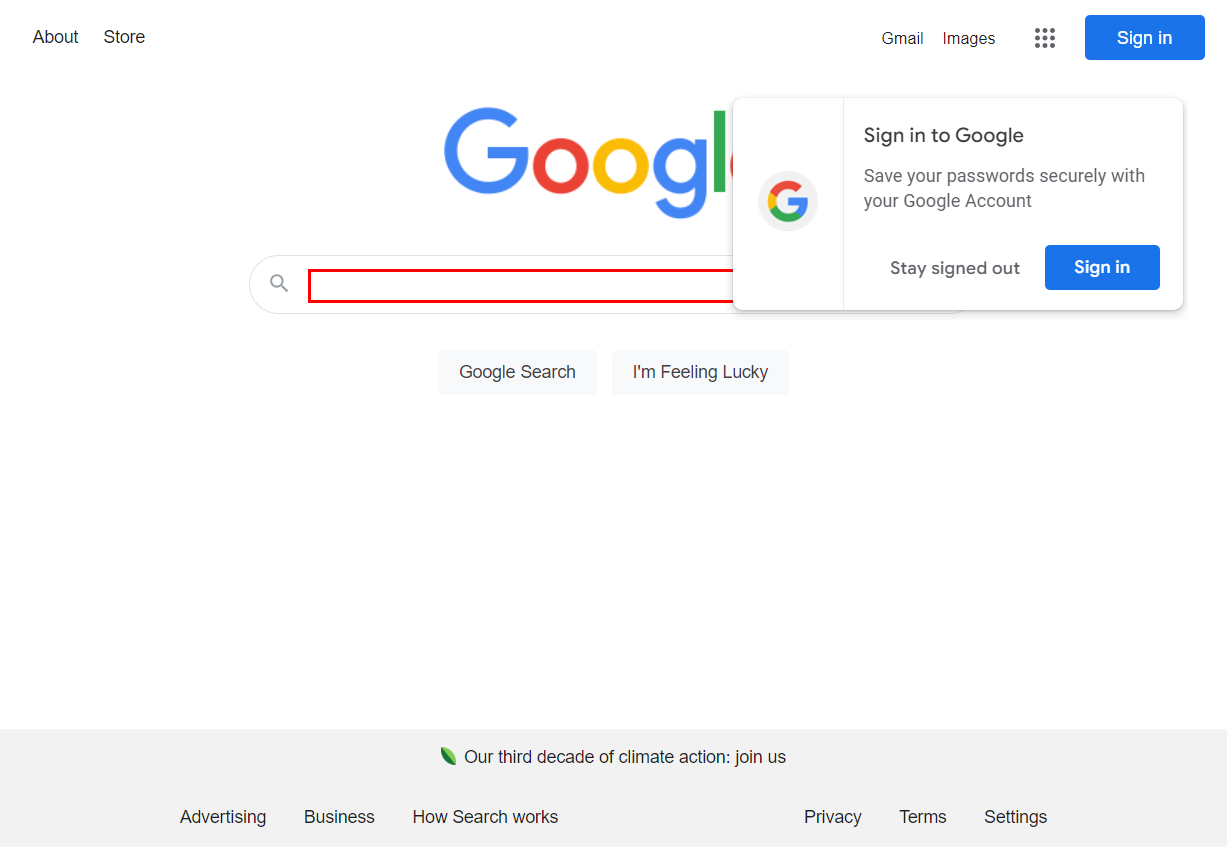 About Store
Gmail Images
Sign in
Google
Sign in to Google
Save your passwords securely with
your Google Account
Stay signed out
Sign in
Google Search
I'm Feeling Lucky
Our third decade of climate action: join us
Advertising Business How Search works
Privacy Terms Settings